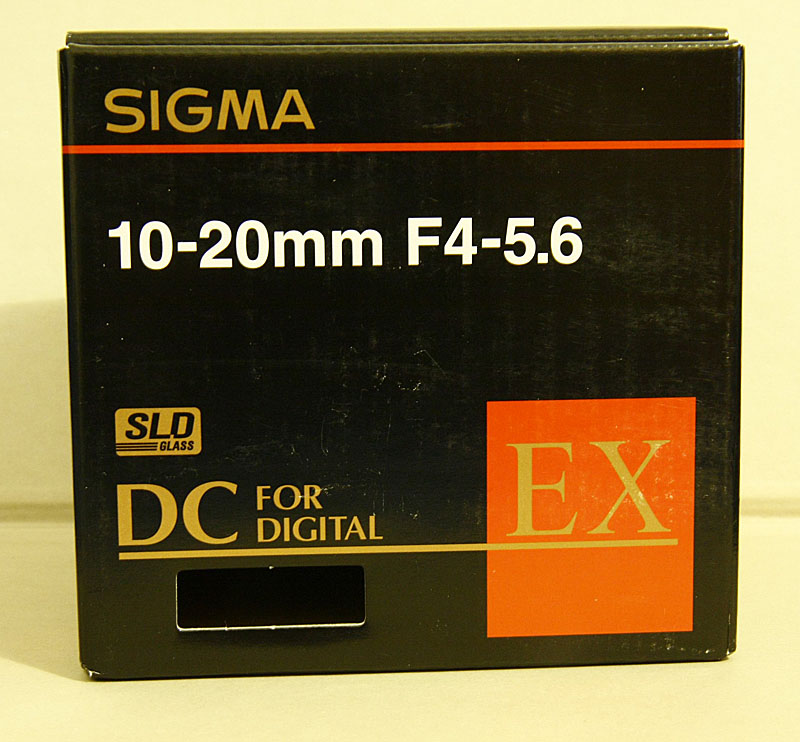 SIGMA
10-20mm F4-5.6
SLD
GLASS
DC FOR
DIGITAL
EX